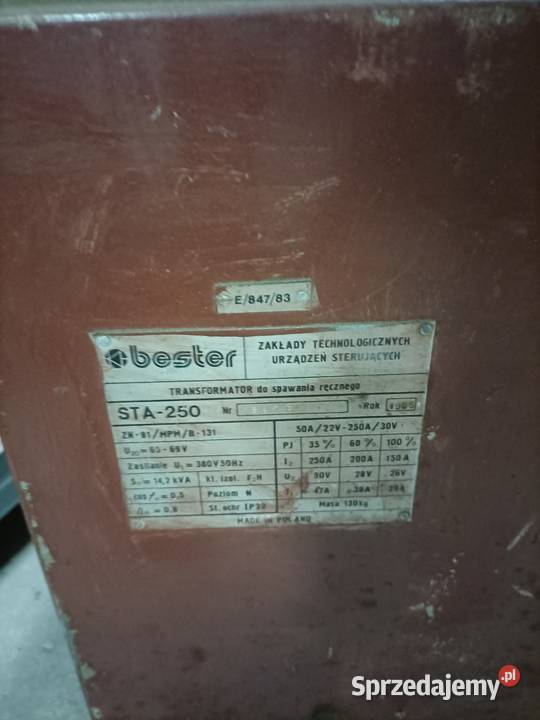 E/847/83
bester
ZAKŁADY TECHNOLOGICZNYCH
URZĄDZEŃ STERUJĄCYCH
TRANSFORMATOR do spawania ręcznego
STA-250 Nr Rok
ZN-81/MPM/B-131
U₂₀ = 65-69V
Zasilanie U₁ = 380V 50Hz
S₁₀ = 14,2 kVA kl. izol. F;H
cos φ = 0,5 Poziom N
= 0,8 St. ochr IP22
50A/22V-250A/30V
PJ 35% 60% 100%
I₂ 250A 200A 150A
U₂ 30V 28V 26V
I₁ 47A 38A
Masa 130kg
MADE IN POLAND
Sprzedajemy.pl